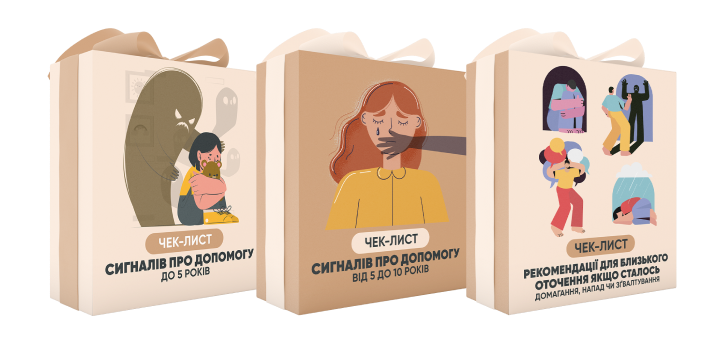 ЧЕК-ЛИСТ
СИГНАЛІВ ПРО ДОПОМОГУ
ДО 5 РОКІВ
ЧЕК-ЛИСТ
СИГНАЛІВ ПРО ДОПОМОГУ
ВІД 5 ДО 10 РОКІВ
ЧЕК-ЛИСТ
РЕКОМЕНДАЦІЇ ДЛЯ БЛИЗЬКОГО
ОТОЧЕННЯ ЯКЩО СТАЛОСЬ
ДОМАГАННЯ, НАПАД ЧИ ЗГВАЛТУВАННЯ